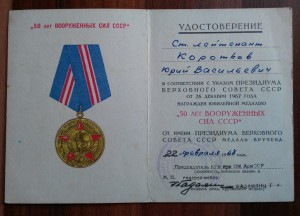 "50 лет ВООРУЖЕННЫХ СИЛ СССР"
УДОСТОВЕРЕНИЕ
Ст. лейтенант
Коротков
Юрий Васильевич
В СООТВЕТСТВИИ С УКАЗОМ ПРЕЗИДИУМА
ВЕРХОВНОГО СОВЕТА СССР
ОТ 26 ДЕКАБРЯ 1967 ГОДА
НАГРАЖДЕН ЮБИЛЕЙНОЙ МЕДАЛЬЮ
"50 ЛЕТ ВООРУЖЕННЫХ
СИЛ СССР"
ОТ ИМЕНИ ПРЕЗИДИУМА ВЕРХОВНОГО
СОВЕТА СССР МЕДАЛЬ ВРУЧЕНА
22 февраля 1968 г.
М. П.